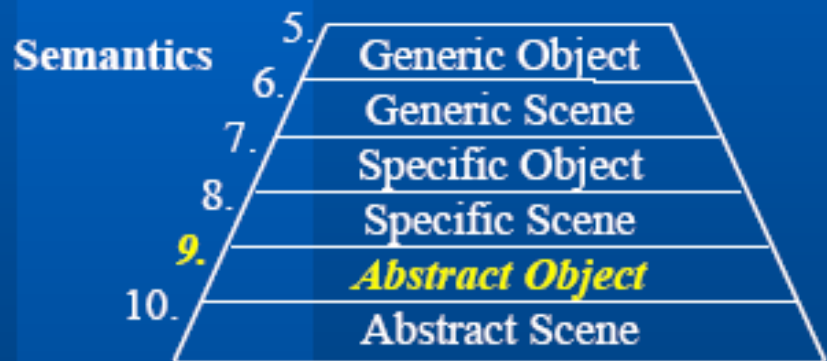 Semantics
5. Generic Object
6. Generic Scene
7. Specific Object
8. Specific Scene
9. Abstract Object
10. Abstract Scene